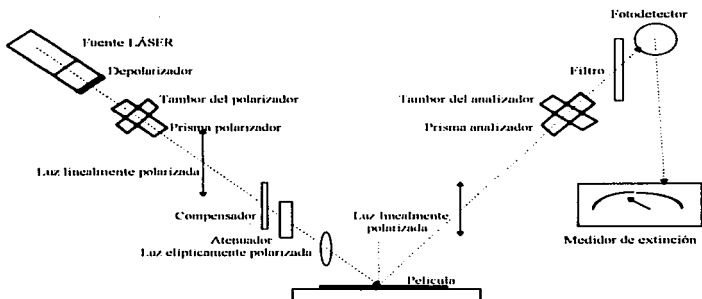 Fuente LÁSER
Depolarizador
Tambor del polarizador
Prisma polarizador
Luz linealmente polarizada
Compensador
Atenuador
Luz elípticamente polarizada
Luz linealmente
polatizada
Película
Tambor del analizador
Prisma analizador
Filtro
Fotodetector
Medidor de extinción